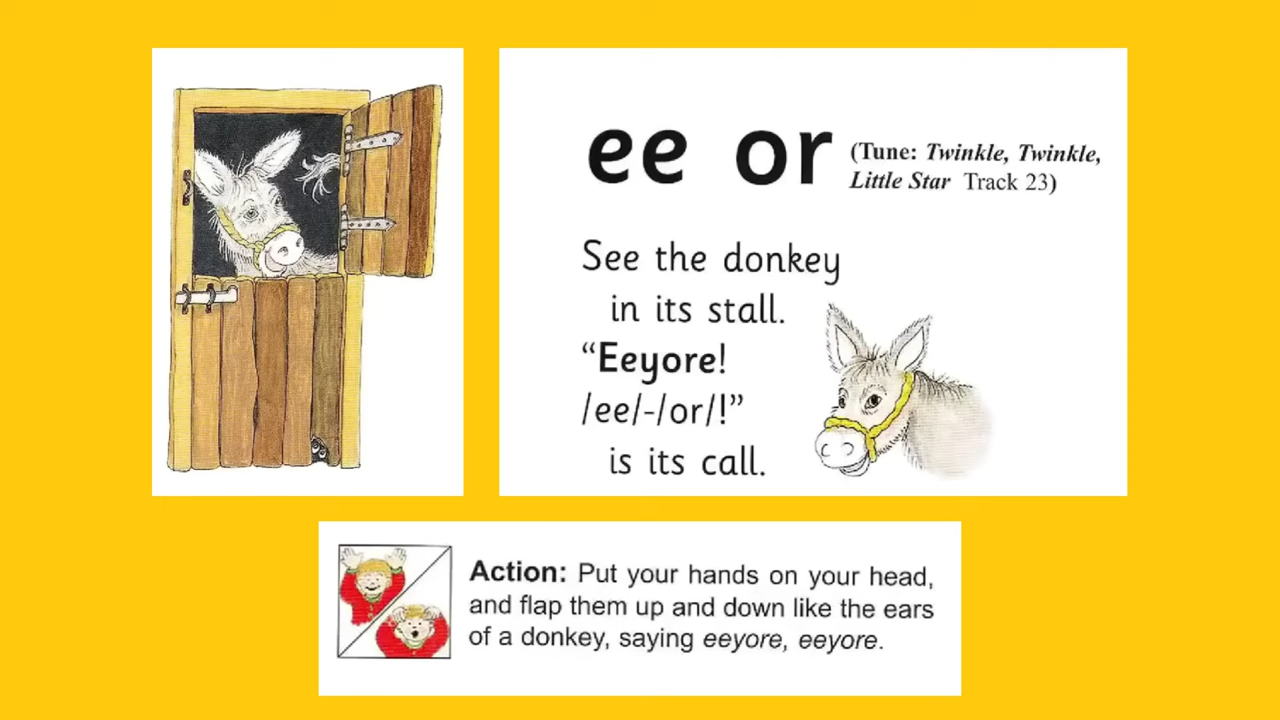 ee or
(Tune: Twinkle, Twinkle,
Little Star Track 23)
See the donkey
in its stall.
“Eeyore!
/ee/-/or/!”
is its call.
Action: Put your hands on your head,
and flap them up and down like the ears
of a donkey, saying eeyore, eeyore.